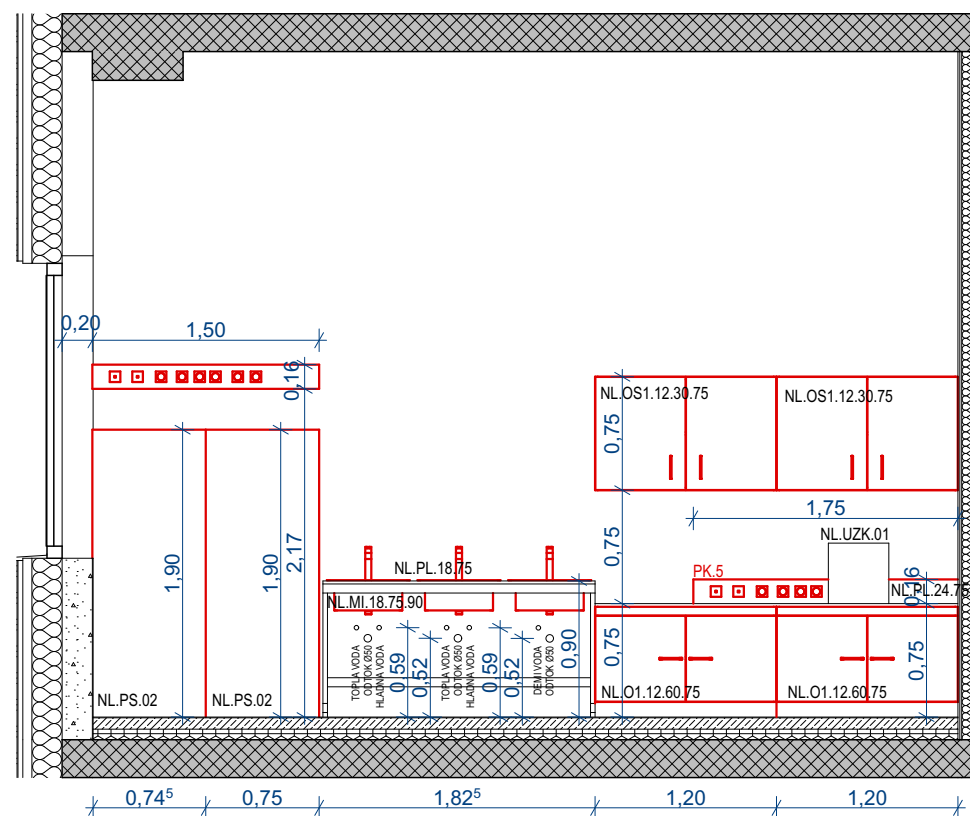 0,20
1,50
0,16
NL.OS1.12.30.75
NL.OS1.12.30.75
0,75
1,75
NL.UZK.01
0,75
PK.5
0,16
NL.PL.24.75
NL.PL.18.75
NL.MI.18.75.90
1,90
1,90
2,17
TOPLA VODA
ODTOK Ø50
HLADNA VODA
0,59
0,52
TOPLA VODA
ODTOK Ø50
HLADNA VODA
0,59
0,52
DEMI VODA
ODTOK Ø50
0,90
0,75
0,75
NL.PS.02
NL.PS.02
NL.O1.12.60.75
NL.O1.12.60.75
0,74⁵
0,75
1,82⁵
1,20
1,20